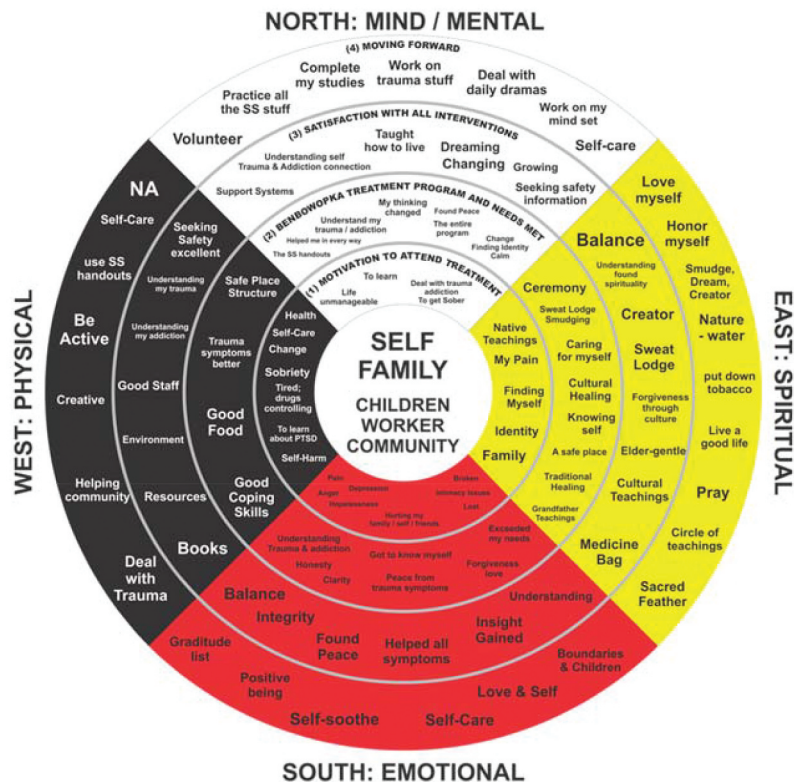 NORTH: MIND / MENTAL
(4) MOVING FORWARD
Volunteer
Practice all
the SS stuff
Complete
my studies
Work on
trauma stuff
Deal with
daily dramas
Work on my
mind set
Self-care
(3) SATISFACTION WITH ALL INTERVENTIONS
Support Systems
Understanding self
Trauma & Addiction connection
Taught
how to live
Dreaming
Changing
Growing
Seeking safety
information
(2) BENBOWOPKA TREATMENT PROGRAM AND NEEDS MET
The SS handouts
Helped me in every way
Understand my
trauma / addiction
My thinking
changed
Found Peace
The entire
program
Change
Finding Identity
Calm
(1) MOTIVATION TO ATTEND TREATMENT
Life
unmanageable
To learn
Deal with trauma
addiction
To get Sober
SELF
FAMILY
CHILDREN
WORKER
COMMUNITY
EAST: SPIRITUAL
Native
Teachings
My Pain
Finding
Myself
Identity
Family
Ceremony
Sweat Lodge
Smudging
Caring
for myself
Cultural
Healing
Knowing
self
A safe place
Traditional
Healing
Grandfather
Teachings
Balance
Understanding
found
spirituality
Creator
Sweat
Lodge
Forgiveness
through
culture
Elder-gentle
Cultural
Teachings
Medicine
Bag
Love
myself
Honor
myself
Smudge,
Dream,
Creator
Nature
- water
put down
tobacco
Live a
good life
Pray
Circle of
teachings
Sacred
Feather
SOUTH: EMOTIONAL
Pain
Anger
Depression
Hopelessness
Hurting my
family / self / friends
Broken
Intimacy Issues
Lost
Understanding
Trauma & addiction
Honesty
Clarity
Got to know myself
Peace from
trauma symptoms
Forgiveness
love
Exceeded
my needs
Balance
Integrity
Found
Peace
Helped all
symptoms
Insight
Gained
Understanding
Graditude
list
Positive
being
Self-soothe
Self-Care
Love & Self
Boundaries
& Children
WEST: PHYSICAL
Health
Self-Care
Change
Sobriety
Tired;
drugs
controlling
To learn
about PTSD
Self-Harm
Safe Place
Structure
Trauma
symptoms
better
Good
Food
Good
Coping
Skills
Seeking
Safety
excellent
Understanding
my trauma
Understanding
my addiction
Good Staff
Environment
Resources
Books
NA
Self-Care
use SS
handouts
Be
Active
Creative
Helping
community
Deal
with
Trauma